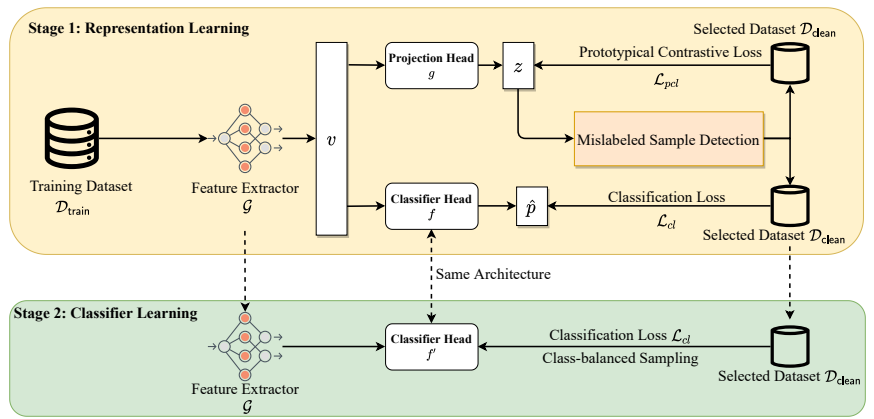 Stage 1: Representation Learning
Selected Dataset 𝒟clean
Projection Head
g
z
Prototypical Contrastive Loss
ℒpcl
v
Mislabeled Sample Detection
Training Dataset
𝒟train
Feature Extractor
𝒢
Classifier Head
f
p̂
Classification Loss
ℒcl
Selected Dataset 𝒟clean
Same Architecture
Stage 2: Classifier Learning
Classifier Head
f′
Classification Loss ℒcl
Class-balanced Sampling
Feature Extractor
𝒢
Selected Dataset 𝒟clean